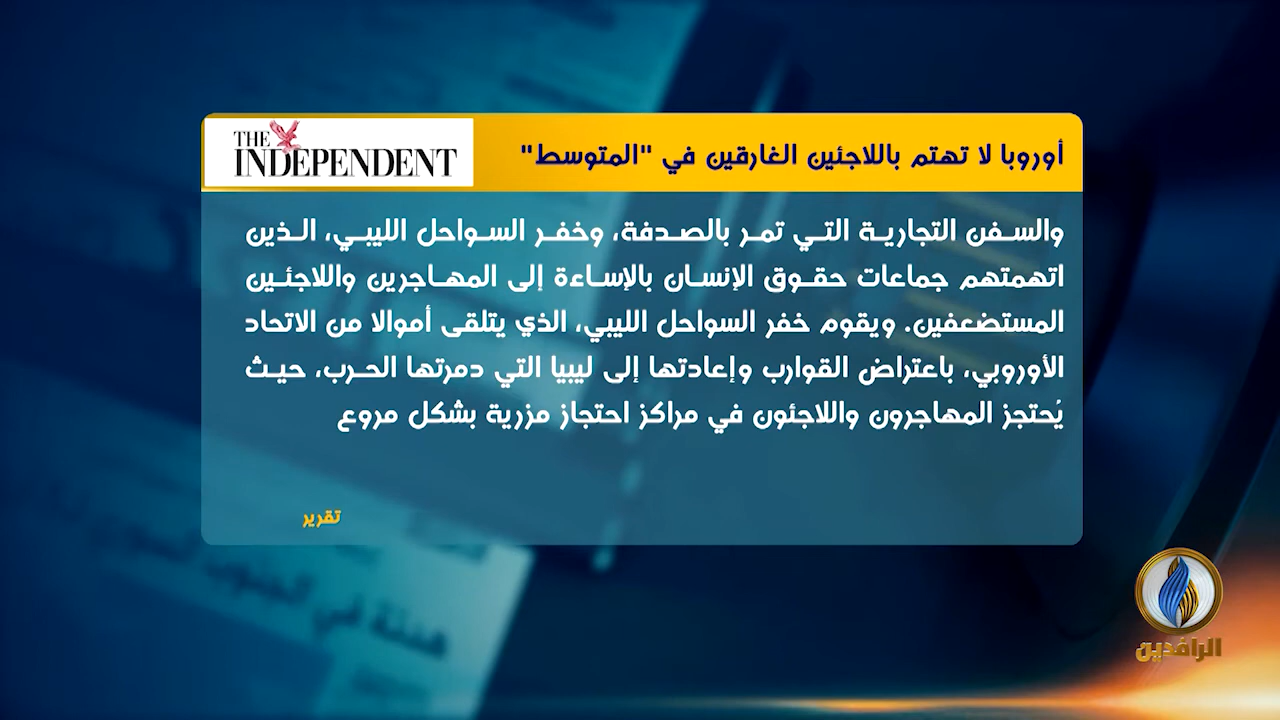 أوروبا لا تهتم باللاجئين الغارقين في "المتوسط"
THE
INDEPENDENT
والسفن التجارية التي تمر بالصدفة، وخفر السواحل الليبي، الذين
اتهمتهم جماعات حقوق الإنسان بالإساءة إلى المهاجرين واللاجئين
المستضعفين. ويقوم خفر السواحل الليبي، الذي يتلقى أموالا من الاتحاد
الأوروبي، باعتراض القوارب وإعادتها إلى ليبيا التي دمرتها الحرب، حيث
يُحتجز المهاجرون واللاجئون في مراكز احتجاز مزرية بشكل مروع
تقرير
هدنة في الجنوب
الرافدين